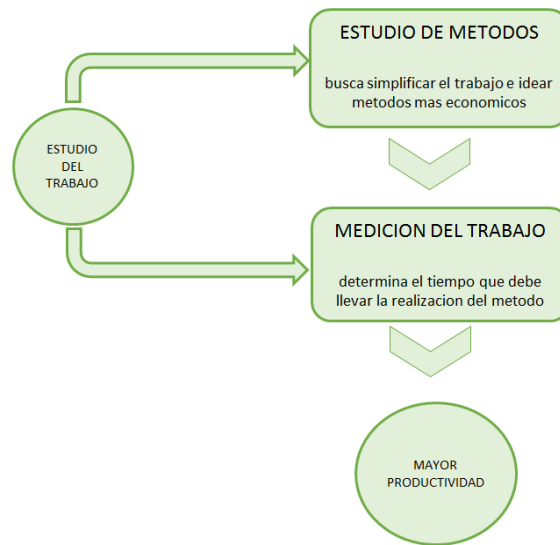 ESTUDIO DE METODOS
busca simplificar el trabajo e idear
metodos mas economicos
ESTUDIO
DEL
TRABAJO
MEDICION DEL TRABAJO
determina el tiempo que debe
llevar la realizacion del metodo
MAYOR
PRODUCTIVIDAD